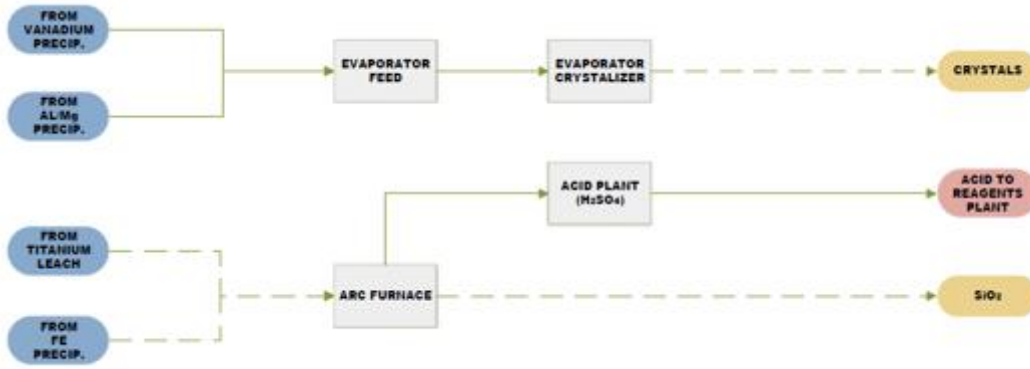 FROM
VANADIUM
PRECIP.
EVAPORATOR
FEED
EVAPORATOR
CRYSTALIZER
CRYSTALS
FROM
AL/Mg
PRECIP.
ACID PLANT
(H₂SO₄)
ACID TO
REAGENTS
PLANT
FROM
TITANIUM
LEACH
ARC FURNACE
SiO₂
FROM
FE
PRECIP.